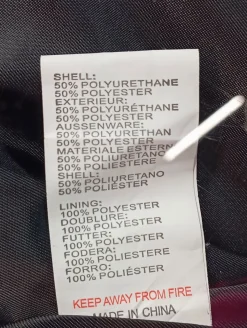 SHELL:
50% POLYURETHANE
50% POLYESTER
EXTERIEUR:
50% POLYURÉTHANE
50% POLYESTER
AUSSENWARE:
50% POLYURETHAN
50% POLYESTER
MATERIALE ESTERN
50% POLIURETANO
50% POLIESTERE
SHELL:
50% POLIURETANO
50% POLIÉSTER
LINING:
100% POLYESTER
DOUBLURE:
100% POLYESTER
FUTTER:
100% POLYESTER
FODERA:
100% POLIESTERE
FORRO:
100% POLIÉSTER
KEEP AWAY FROM FIRE
MADE IN CHINA